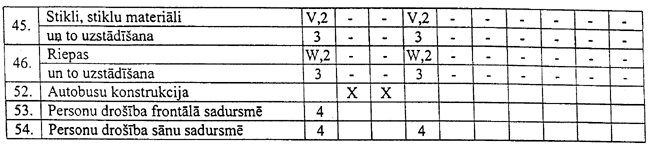 45. Stikli, stiklu materiāli V,2 - - V,2 - - - - - -
un to uzstādīšana 3 - - 3 - - - - - -
46. Riepas W,2 - - W,2 - - - - - -
un to uzstādīšana 3 - - 3 - - - - - -
52. Autobusu konstrukcija X X
53. Personu drošība frontālā sadursmē 4
54. Personu drošība sānu sadursmē 4 4